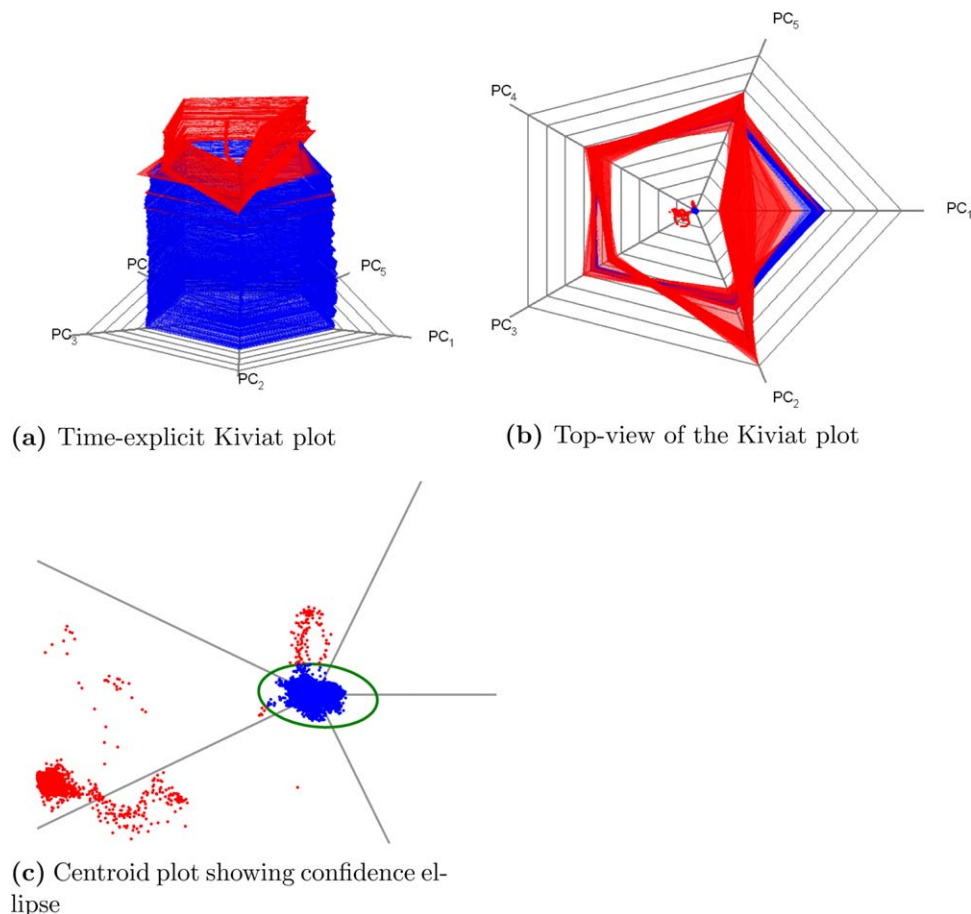 PC
PC5
PC3
PC1
PC2
(a) Time-explicit Kiviat plot
PC5
PC4
PC1
PC3
PC2
(b) Top-view of the Kiviat plot
(c) Centroid plot showing confidence el-
lipse